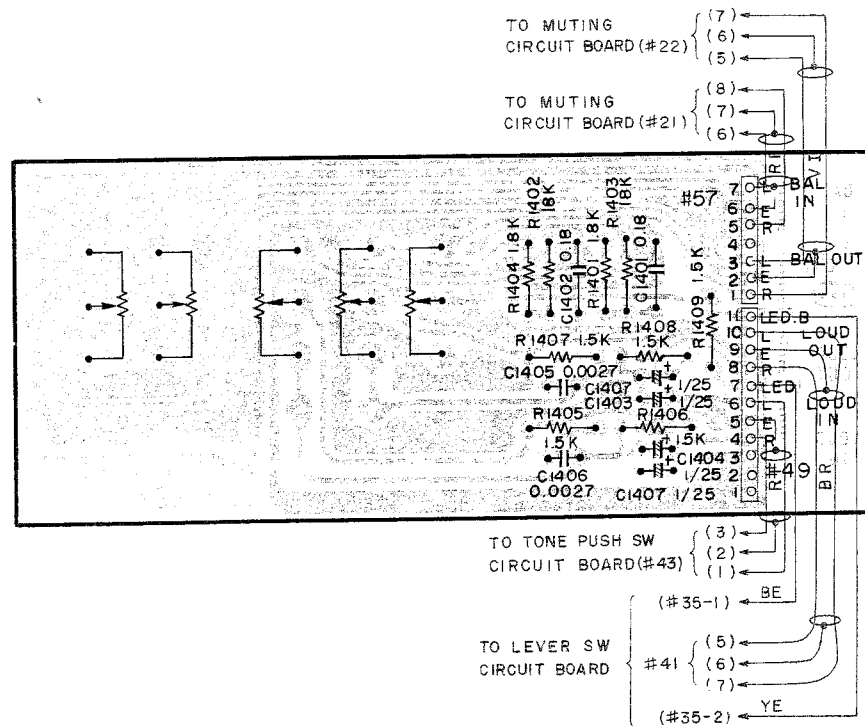 TO MUTING
CIRCUIT BOARD (#22)
(7)
(6)
(5)
TO MUTING
CIRCUIT BOARD (#21)
(8)
(7)
(6)
R1402
18K
R1403
18K
R1404 1.8K
C1402 0.18
R1401 1.8K
C1401 0.18
R1409 1.5K
#57
7 L BAL
6 E IN
5 R
4
3 L BAL OUT
2 E
1 R
11 LED.B
10 L LOUD
9 E OUT
8 R
7 LED
6 L LOUD
5 E IN
4 R
3
2
1
#49
R1407 1.5K
R1408
1.5K
C1405 0.0027
C1407
+
1/25
C1403
+
1/25
R1405
1.5K
R1406
1.5K
C1406
0.0027
+
C1404
1/25
+
C1407 1/25
R
BR
TO TONE PUSH SW
CIRCUIT BOARD (#43)
(3)
(2)
(1)
(#35-1)
BE
TO LEVER SW
CIRCUIT BOARD
#41
(5)
(6)
(7)
(#35-2)
YE